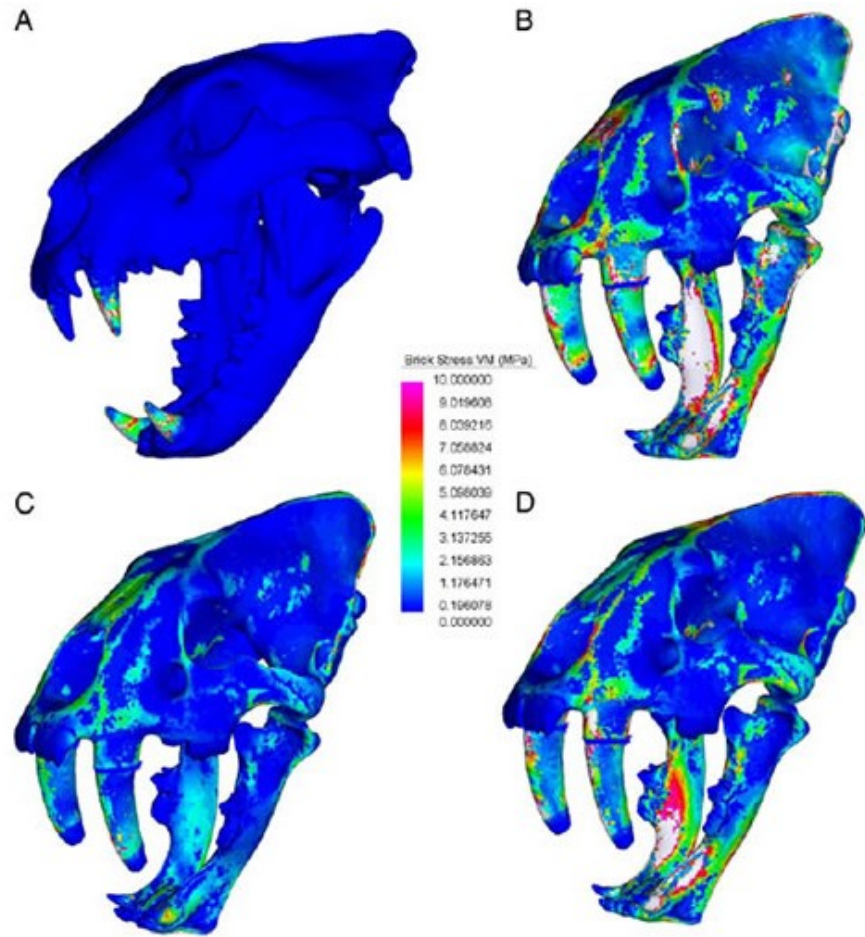 A
B
Brick Stress VM (MPa)
10.000000
9.019608
8.039216
7.058824
6.078431
5.098039
4.117647
3.137255
2.156863
1.176471
0.196078
0.000000
C
D